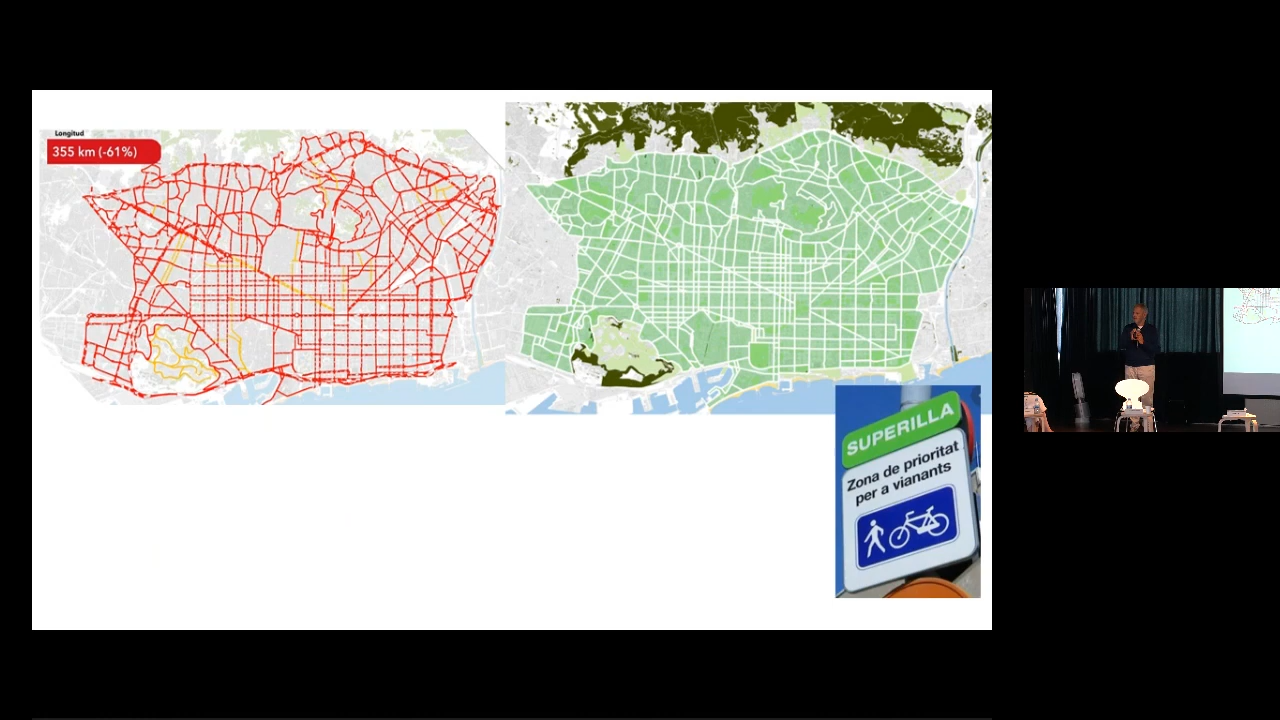 Longitud
355 km (-61%)
SUPERILLA
Zona de prioritat
per a vianants